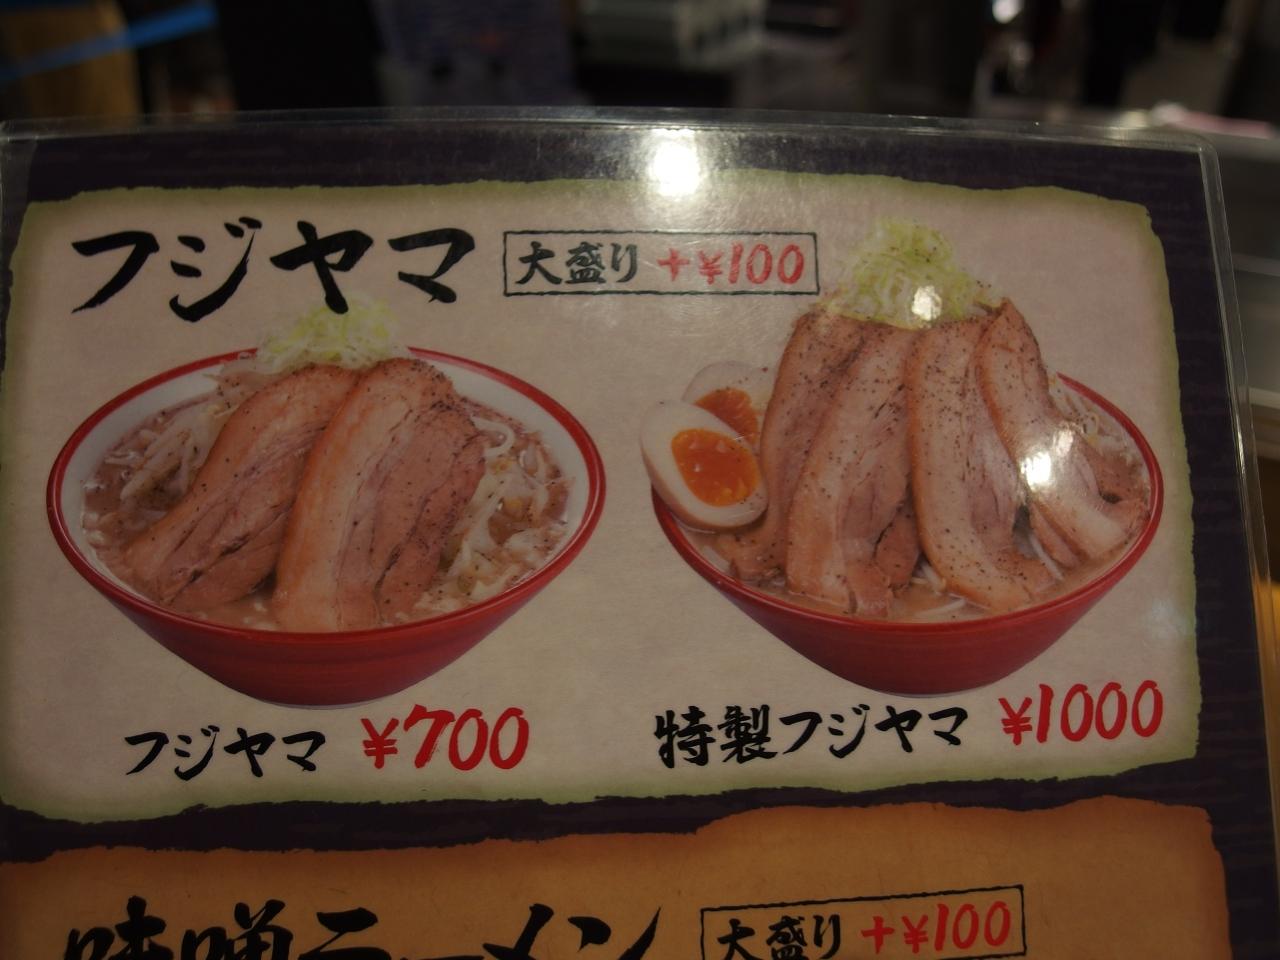 フジヤマ 大盛り +¥100
フジヤマ ¥700
特製フジヤマ ¥1000
味噌ラーメン 大盛り +¥100